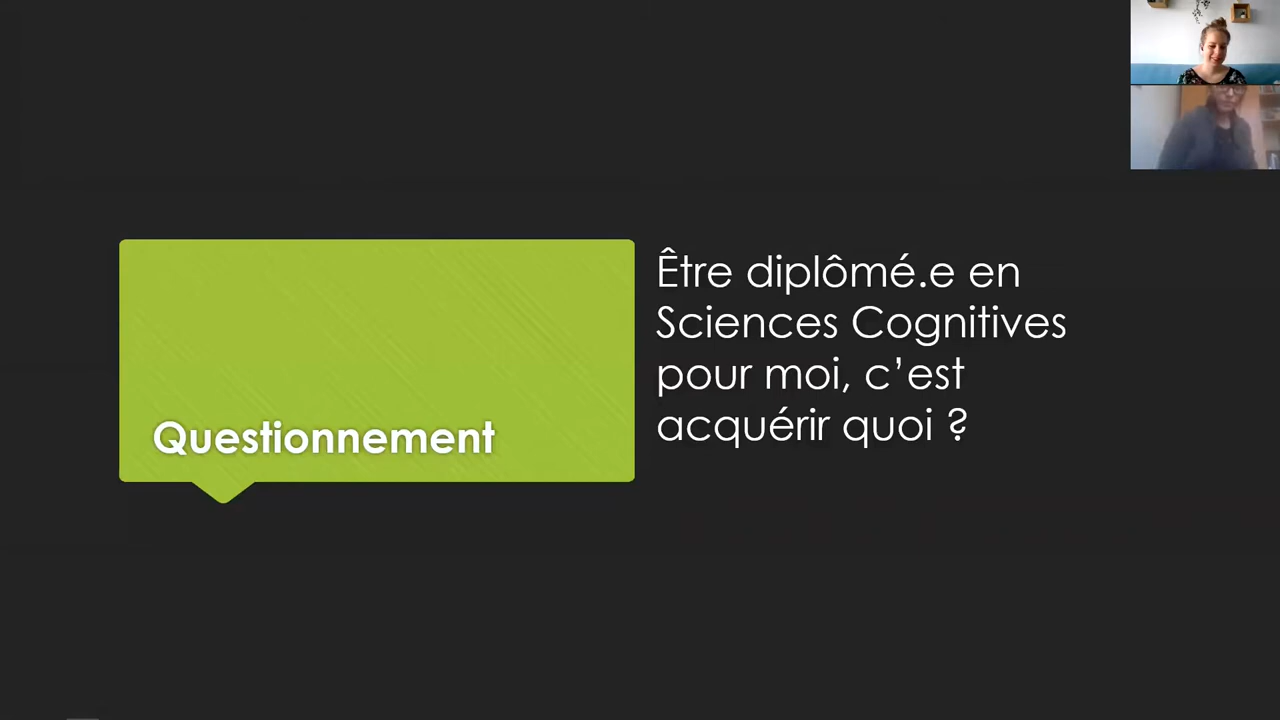 Questionnement
Être diplômé.e en
Sciences Cognitives
pour moi, c’est
acquérir quoi ?